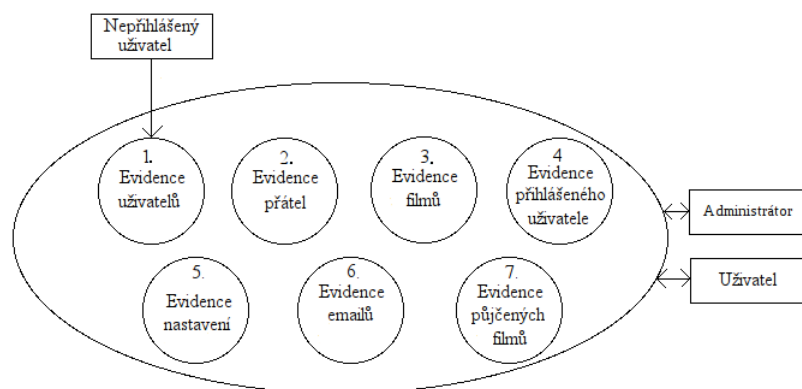 Nepřihlášený
uživatel
1.
Evidence
uživatelů
2.
Evidence
přátel
3.
Evidence
filmů
4
Evidence
přihlášeného
uživatele
Administrátor
Uživatel
5.
Evidence
nastavení
6.
Evidence
emailů
7.
Evidence
půjčených
filmů